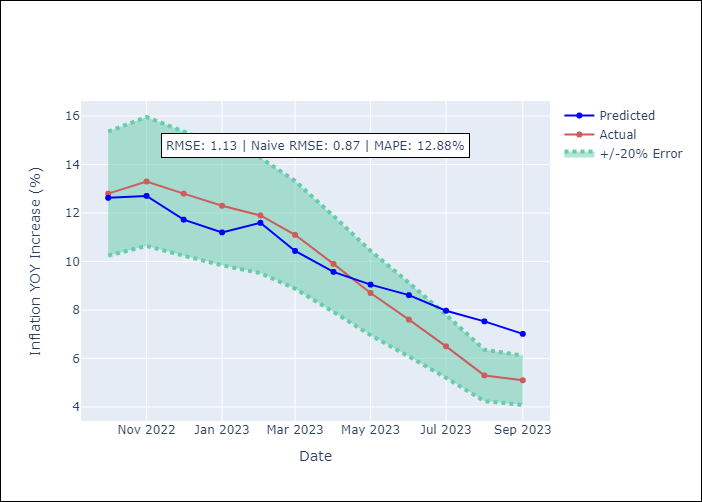 RMSE: 1.13 | Naive RMSE: 0.87 | MAPE: 12.88%
Predicted
Actual
+/-20% Error
Inflation YOY Increase (%)
16
14
12
10
8
6
4
Nov 2022
Jan 2023
Mar 2023
May 2023
Jul 2023
Sep 2023
Date